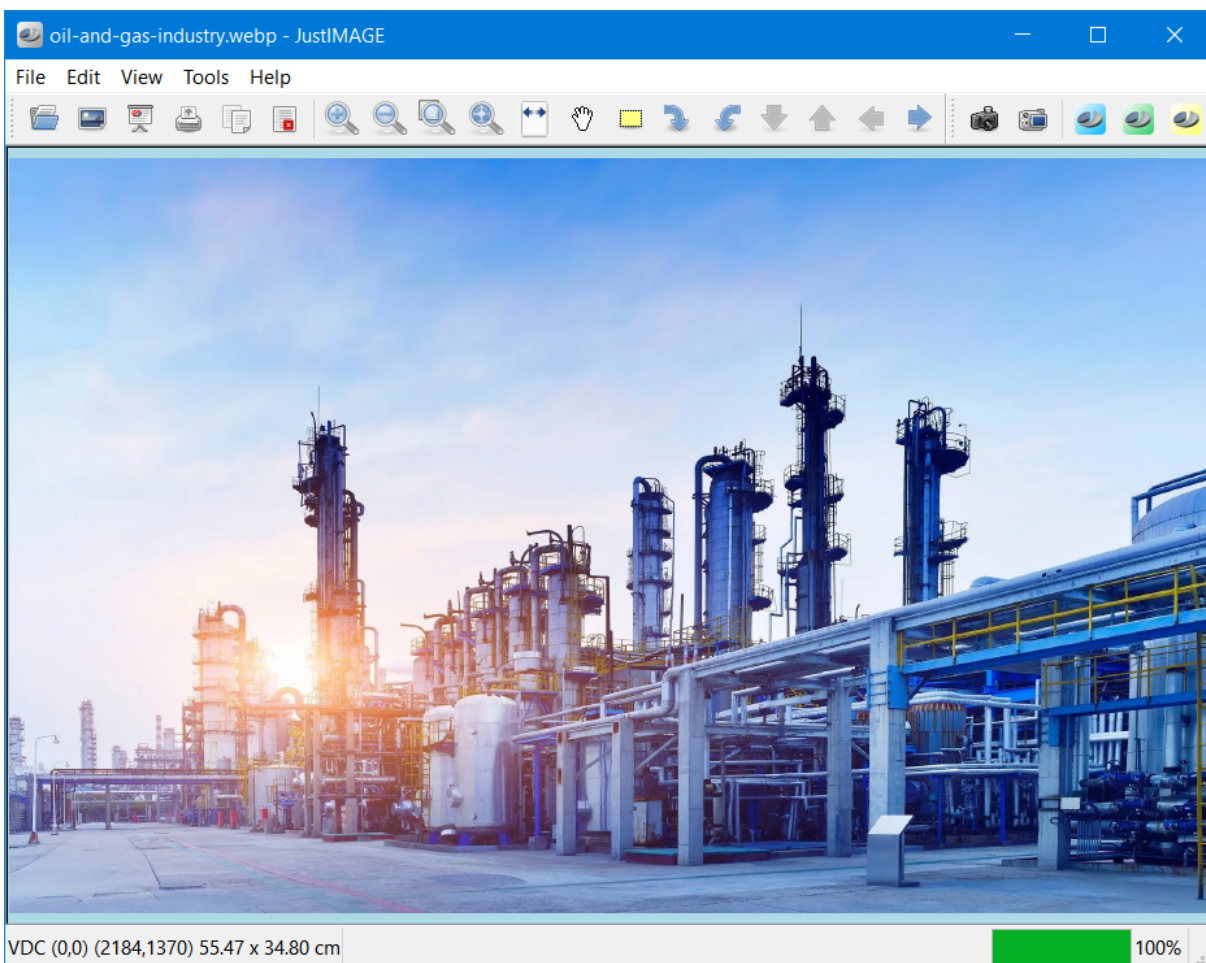 oil-and-gas-industry.webp - JustIMAGE
File Edit View Tools Help
VDC (0,0) (2184,1370) 55.47 x 34.80 cm
100%